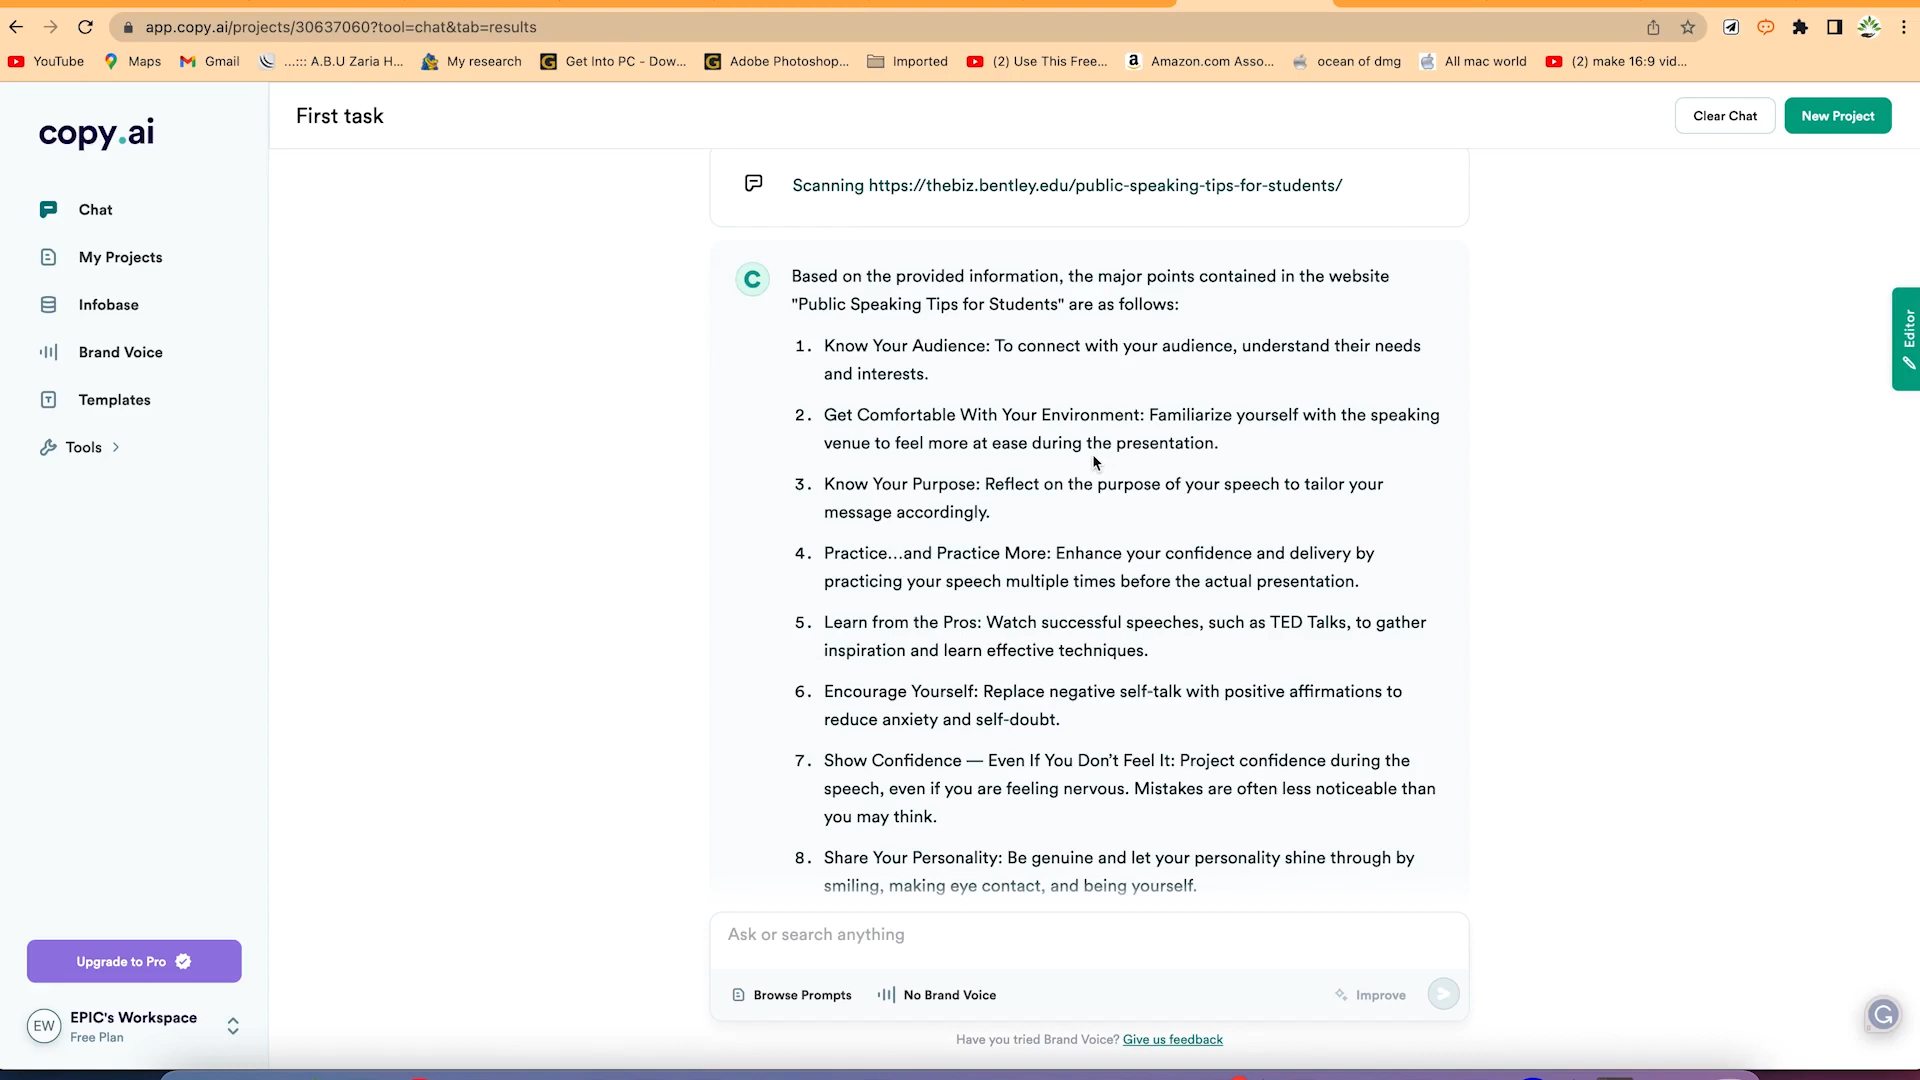 app.copy.ai/projects/30637060?tool=chat&tab=results
YouTube Maps Gmail ...::: A.B.U Zaria H... My research Get Into PC - Dow... Adobe Photoshop... Imported (2) Use This Free... Amazon.com Asso... ocean of dmg All mac world (2) make 16:9 vid...
copy.ai
First task
Clear Chat
New Project
Chat
My Projects
Infobase
Brand Voice
Templates
Tools
Scanning https://thebiz.bentley.edu/public-speaking-tips-for-students/
C
Based on the provided information, the major points contained in the website
"Public Speaking Tips for Students" are as follows:
1. Know Your Audience: To connect with your audience, understand their needs
and interests.
2. Get Comfortable With Your Environment: Familiarize yourself with the speaking
venue to feel more at ease during the presentation.
3. Know Your Purpose: Reflect on the purpose of your speech to tailor your
message accordingly.
4. Practice…and Practice More: Enhance your confidence and delivery by
practicing your speech multiple times before the actual presentation.
5. Learn from the Pros: Watch successful speeches, such as TED Talks, to gather
inspiration and learn effective techniques.
6. Encourage Yourself: Replace negative self-talk with positive affirmations to
reduce anxiety and self-doubt.
7. Show Confidence — Even If You Don’t Feel It: Project confidence during the
speech, even if you are feeling nervous. Mistakes are often less noticeable than
you may think.
8. Share Your Personality: Be genuine and let your personality shine through by
smiling, making eye contact, and being yourself.
Editor
Ask or search anything
Browse Prompts No Brand Voice Improve
Have you tried Brand Voice? Give us feedback
Upgrade to Pro
EW
EPIC's Workspace
Free Plan